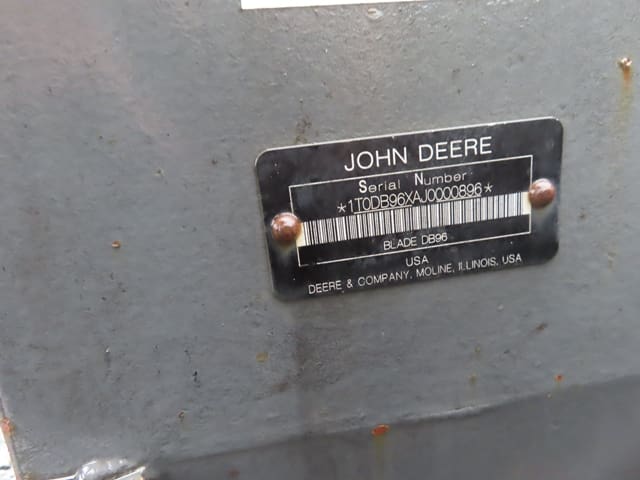 JOHN DEERE
Serial Number
*1T0DB96XAJ0000896*
BLADE DB96
USA
DEERE & COMPANY, MOLINE, ILLINOIS, USA